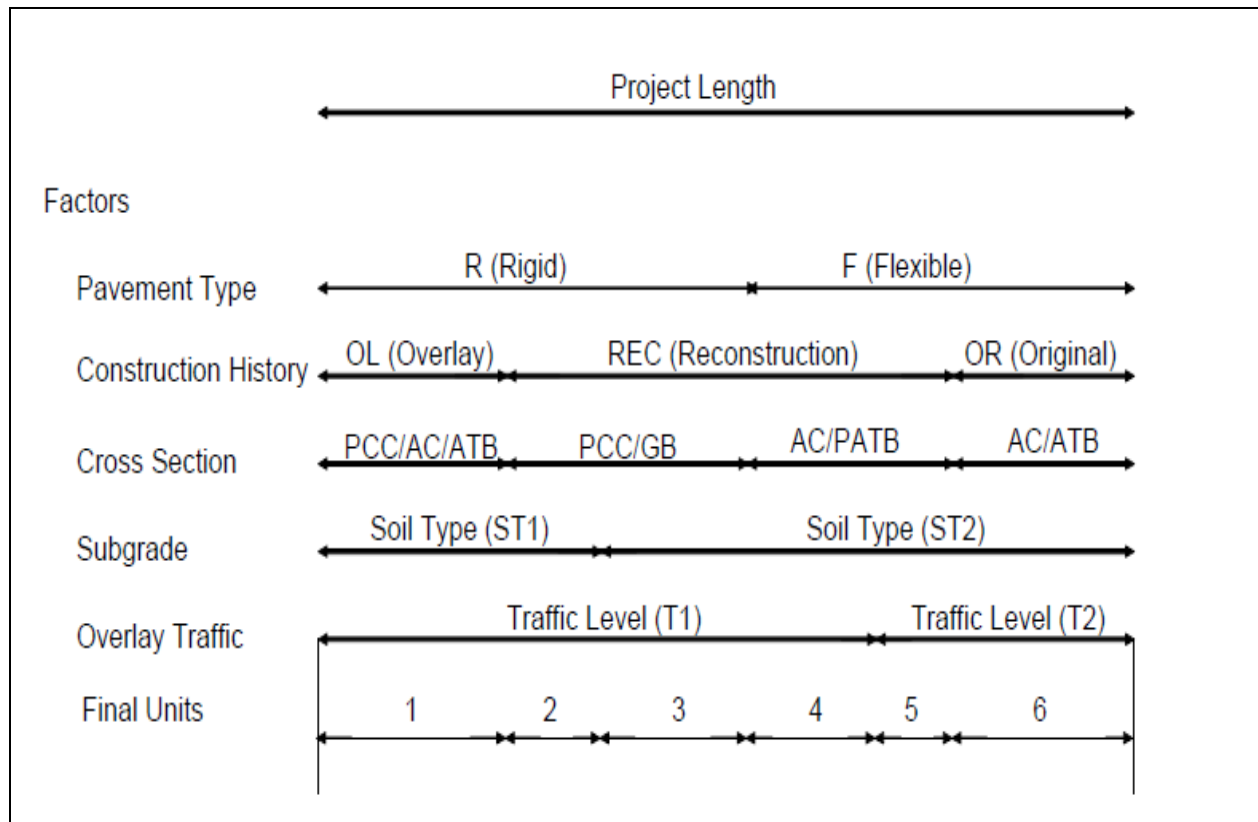 Project Length
Factors
Pavement Type R (Rigid) F (Flexible)
Construction History OL (Overlay) REC (Reconstruction) OR (Original)
Cross Section PCC/AC/ATB PCC/GB AC/PATB AC/ATB
Subgrade Soil Type (ST1) Soil Type (ST2)
Overlay Traffic Traffic Level (T1) Traffic Level (T2)
Final Units 1 2 3 4 5 6